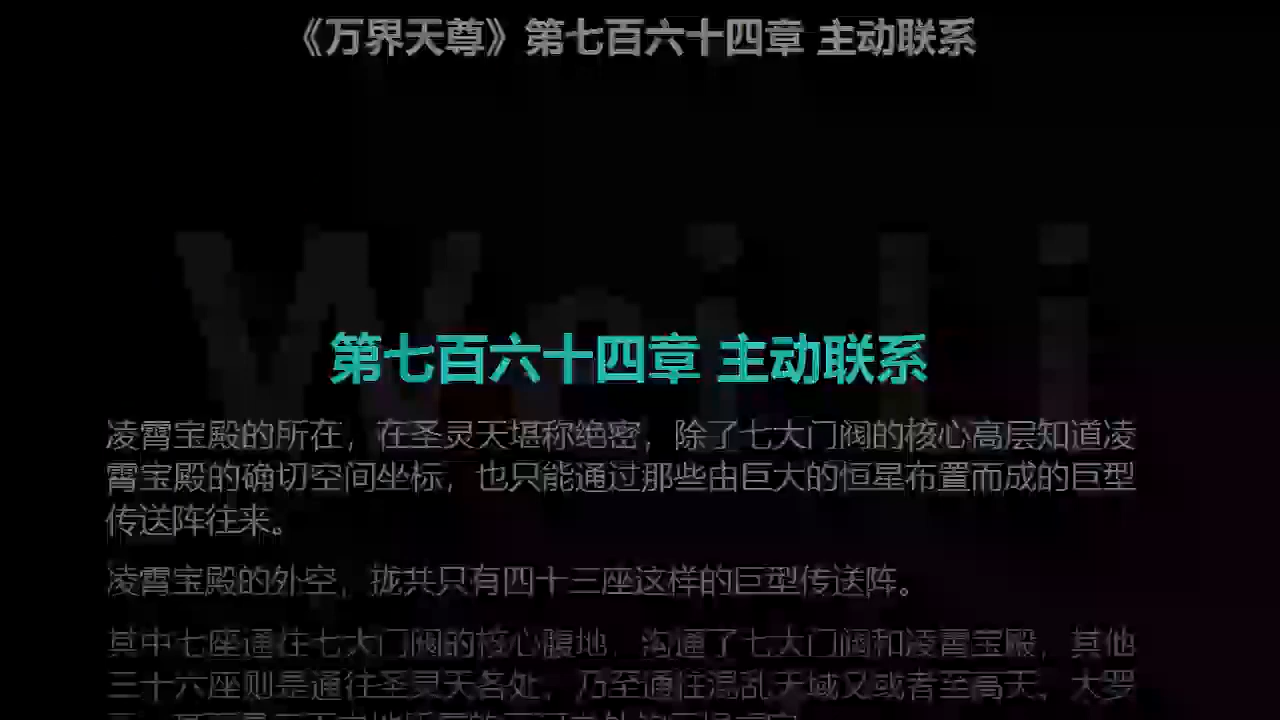 《万界天尊》第七百六十四章 主动联系
Wei Li
第七百六十四章 主动联系
凌霄宝殿的所在，在圣灵天堪称绝密，除了七大门阀的核心高层知道凌
霄宝殿的确切空间坐标，也只能通过那些由巨大的恒星布置而成的巨型
传送阵往来。
凌霄宝殿的外空，珑共只有四十三座这样的巨型传送阵。
其中七座通往七大门阀的核心腹地，沟通了七大门阀和凌霄宝殿，其他
三十六座则是通往圣灵天各处，乃至通往混乱天域又或者至高天、大罗